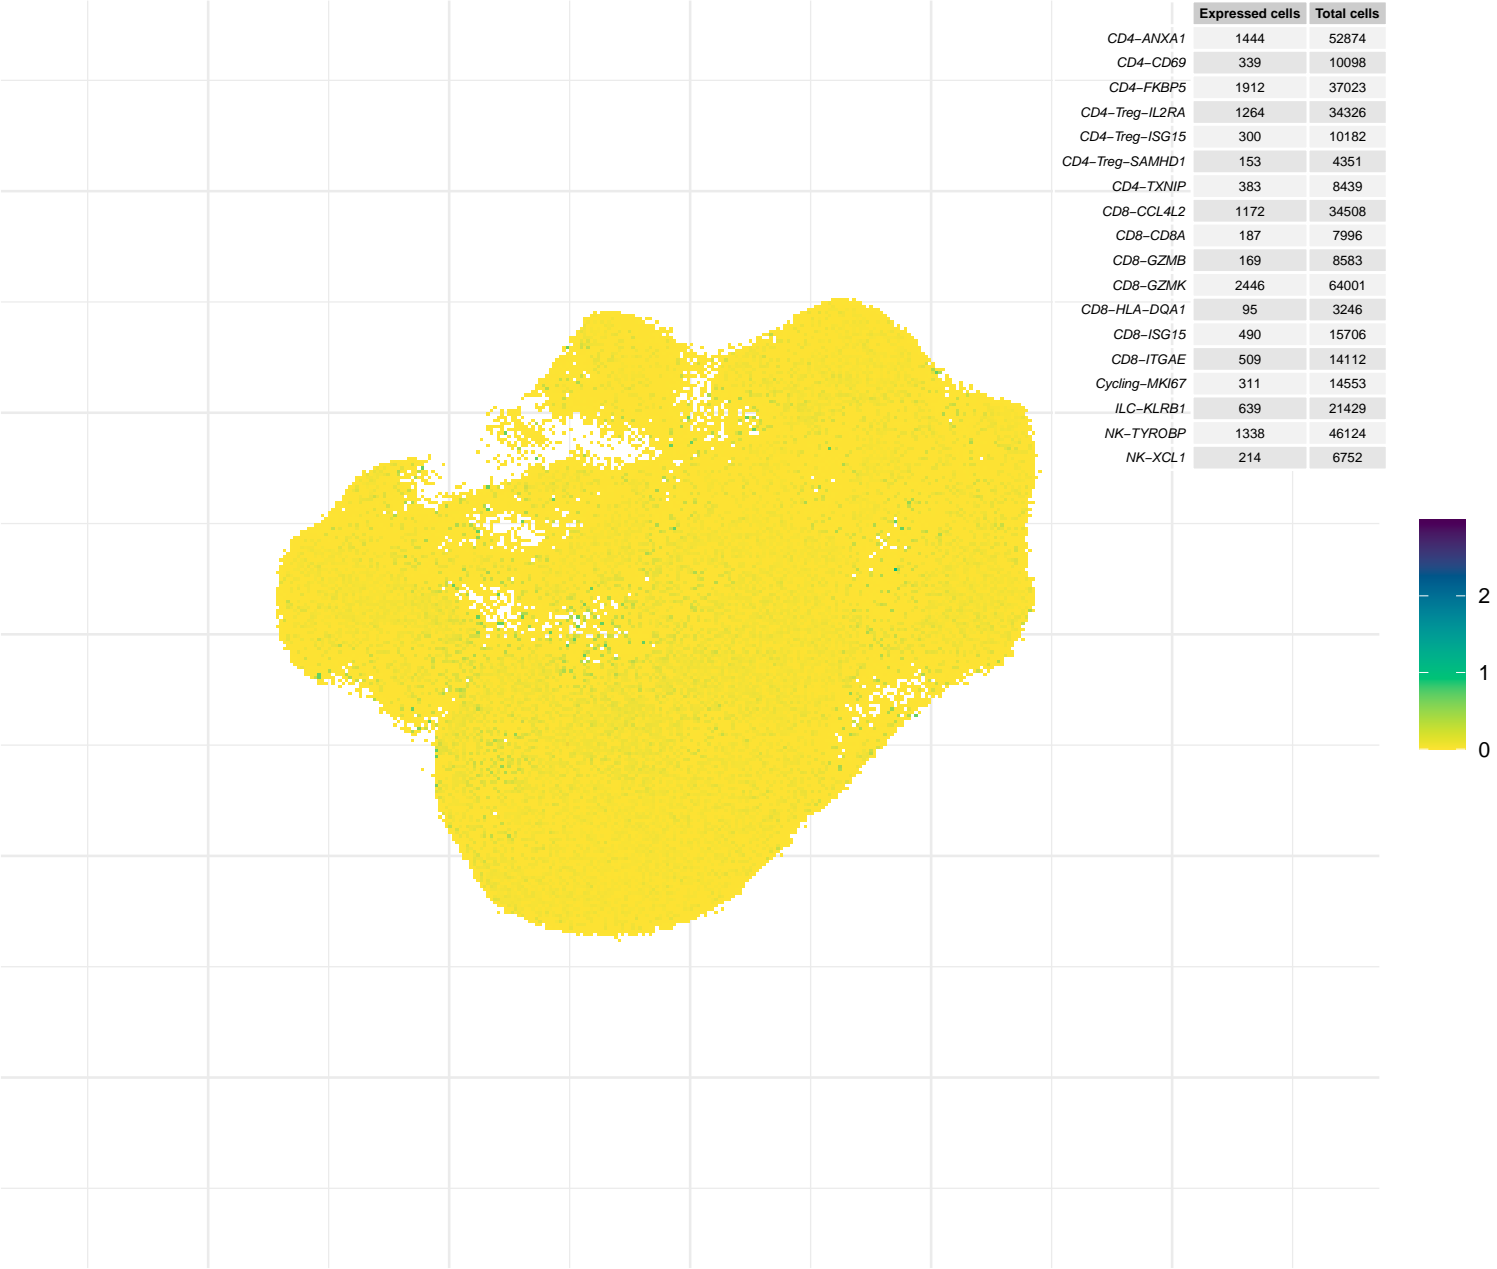 Expressed cells Total cells
CD4−ANXA1 1444 52874
CD4−CD69 339 10098
CD4−FKBP5 1912 37023
CD4−Treg−IL2RA 1264 34326
CD4−Treg−ISG15 300 10182
CD4−Treg−SAMHD1 153 4351
CD4−TXNIP 383 8439
CD8−CCL4L2 1172 34508
CD8−CD8A 187 7996
CD8−GZMB 169 8583
CD8−GZMK 2446 64001
CD8−HLA−DQA1 95 3246
CD8−ISG15 490 15706
CD8−ITGAE 509 14112
Cycling−MKI67 311 14553
ILC−KLRB1 639 21429
NK−TYROBP 1338 46124
NK−XCL1 214 6752
2
1
0